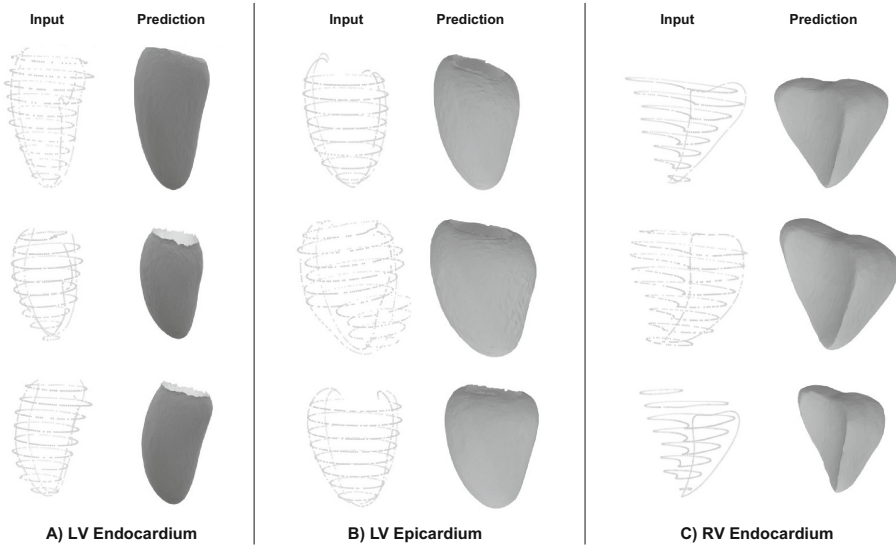 Input Prediction Input Prediction Input Prediction
A) LV Endocardium B) LV Epicardium C) RV Endocardium